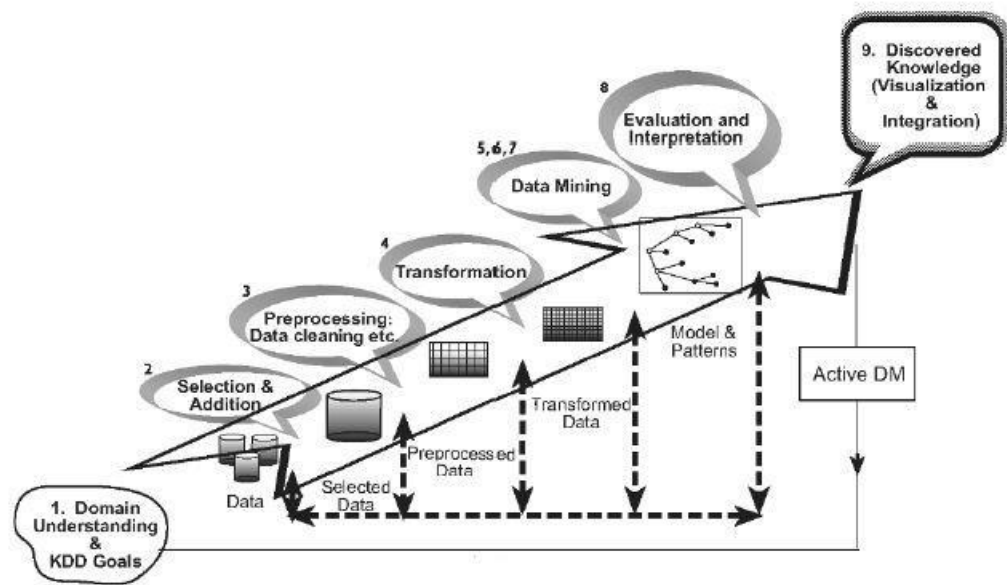 9. Discovered
Knowledge
(Visualization
&
Integration)
8
Evaluation and
Interpretation
5,6,7
Data Mining
4
Transformation
3
Preprocessing:
Data cleaning etc.
2
Selection &
Addition
Model &
Patterns
Active DM
Transformed
Data
Preprocessed
Data
Selected
Data
Data
1. Domain
Understanding
&
KDD Goals